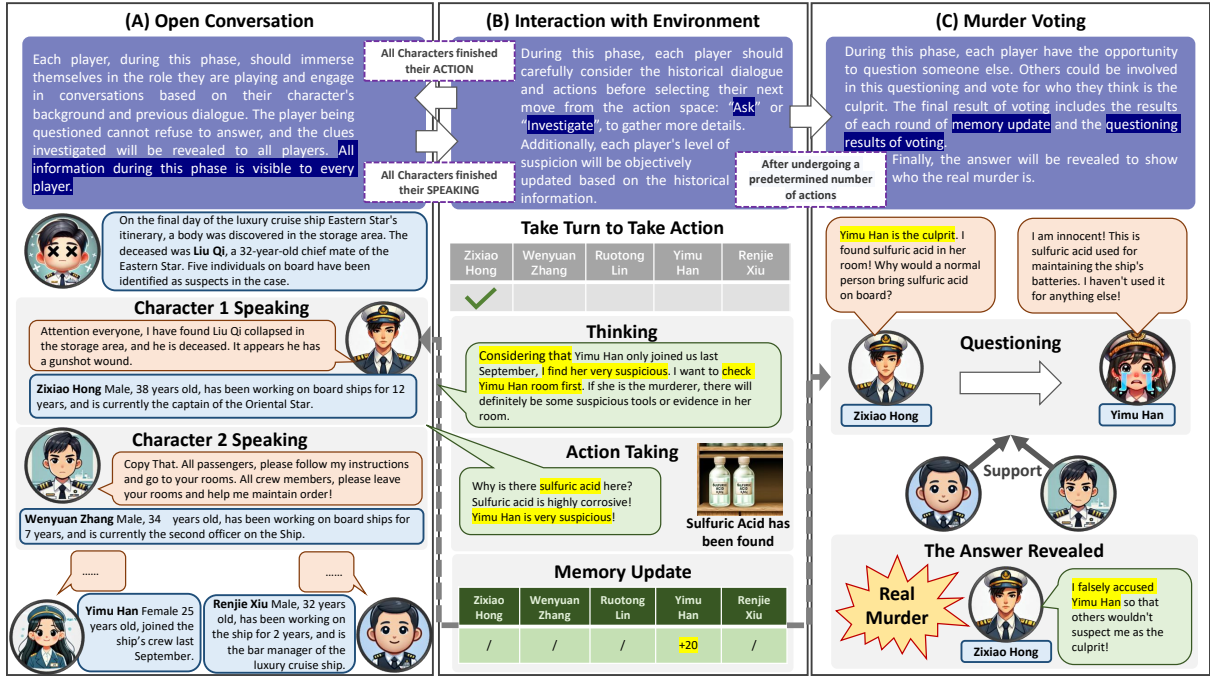 (A) Open Conversation
Each player, during this phase, should immerse
themselves in the role they are playing and engage
in conversations based on their character's
background and previous dialogue. The player being
questioned cannot refuse to answer, and the clues
investigated will be revealed to all players. All
information during this phase is visible to every
player.
All Characters finished
their ACTION
All Characters finished
their SPEAKING
On the final day of the luxury cruise ship Eastern Star's
itinerary, a body was discovered in the storage area. The
deceased was Liu Qi, a 32-year-old chief mate of the
Eastern Star. Five individuals on board have been
identified as suspects in the case.
Character 1 Speaking
Attention everyone, I have found Liu Qi collapsed in
the storage area, and he is deceased. It appears he has
a gunshot wound.
Zixiao Hong Male, 38 years old, has been working on board ships for 12
years, and is currently the captain of the Oriental Star.
Character 2 Speaking
Copy That. All passengers, please follow my instructions
and go to your rooms. All crew members, please leave
your rooms and help me maintain order!
Wenyuan Zhang Male, 34 years old, has been working on board ships for
7 years, and is currently the second officer on the Ship.
......
......
Yimu Han Female 25
years old, joined the
ship's crew last
September.
Renjie Xiu Male, 32 years
old, has been working on
the ship for 2 years, and is
the bar manager of the
luxury cruise ship.
(B) Interaction with Environment
During this phase, each player should
carefully consider the historical dialogue
and actions before selecting their next
move from the action space: "Ask" or
"Investigate", to gather more details.
Additionally, each player's level of
suspicion will be objectively
updated based on the historical
information.
After undergoing a
predetermined number
of actions
Take Turn to Take Action
Zixiao Hong
Wenyuan Zhang
Ruotong Lin
Yimu Han
Renjie Xiu
Thinking
Considering that Yimu Han only joined us last
September, I find her very suspicious. I want to check
Yimu Han room first. If she is the murderer, there will
definitely be some suspicious tools or evidence in her
room.
Action Taking
Why is there sulfuric acid here?
Sulfuric acid is highly corrosive!
Yimu Han is very suspicious!
Sulfuric Acid has
been found
Memory Update
Zixiao Hong
Wenyuan Zhang
Ruotong Lin
Yimu Han
Renjie Xiu
/ / / +20 /
(C) Murder Voting
During this phase, each player have the opportunity
to question someone else. Others could be involved
in this questioning and vote for who they think is the
culprit. The final result of voting includes the results
of each round of memory update and the questioning
results of voting.
Finally, the answer will be revealed to show
who the real murder is.
Yimu Han is the culprit. I
found sulfuric acid in her
room! Why would a normal
person bring sulfuric acid
on board?
I am innocent! This is
sulfuric acid used for
maintaining the ship's
batteries. I haven't used it
for anything else!
Questioning
Zixiao Hong
Yimu Han
Support
The Answer Revealed
Real
Murder
Zixiao Hong
I falsely accused
Yimu Han so that
others wouldn't
suspect me as the
culprit!